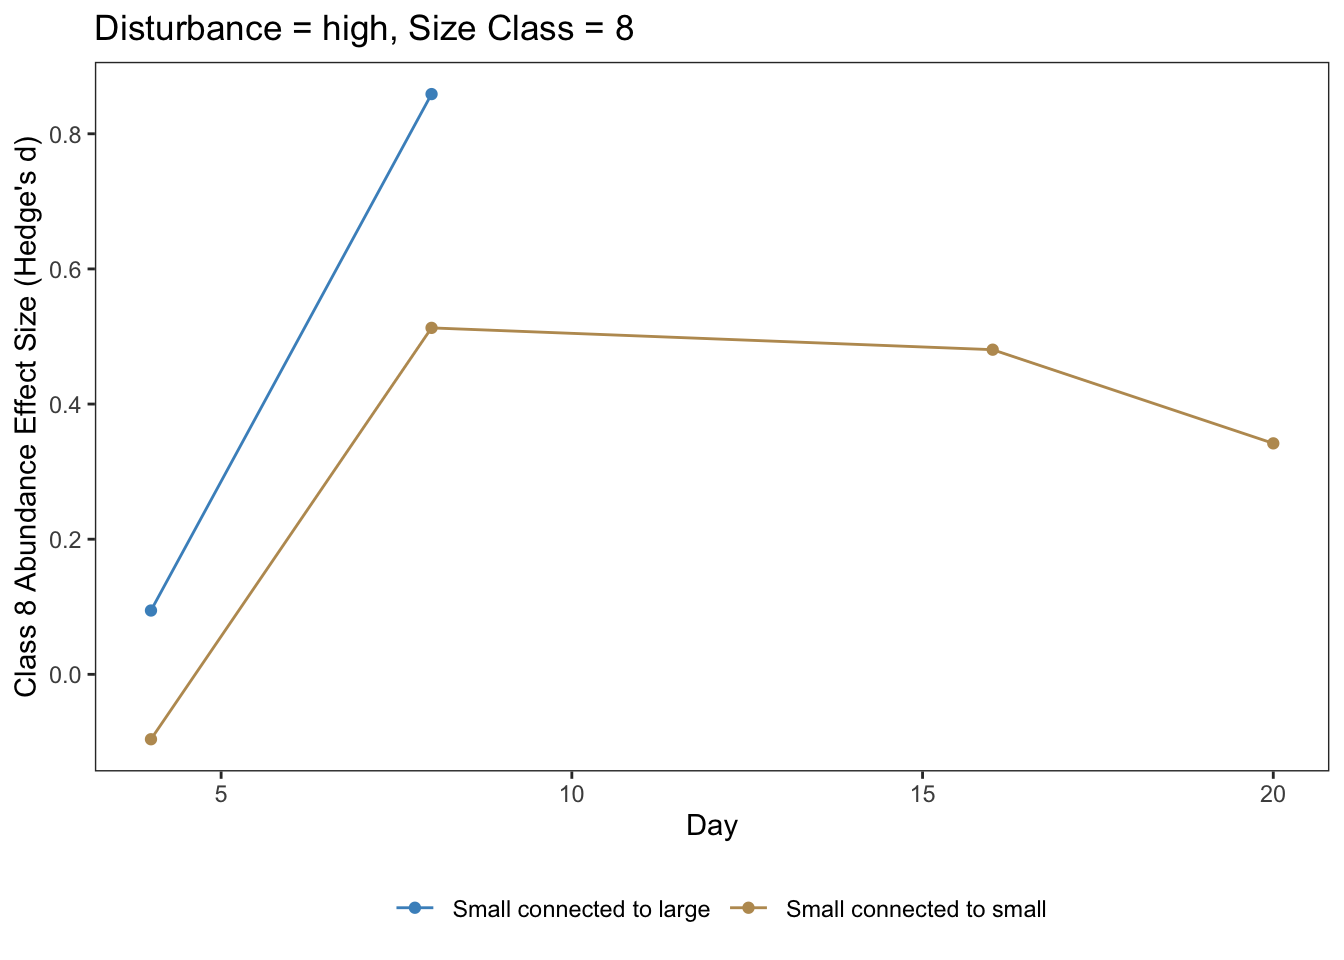 Disturbance = high, Size Class = 8
Class 8 Abundance Effect Size (Hedge's d)
0.8
0.6
0.4
0.2
0.0
5 10 15 20
Day
Small connected to large Small connected to small